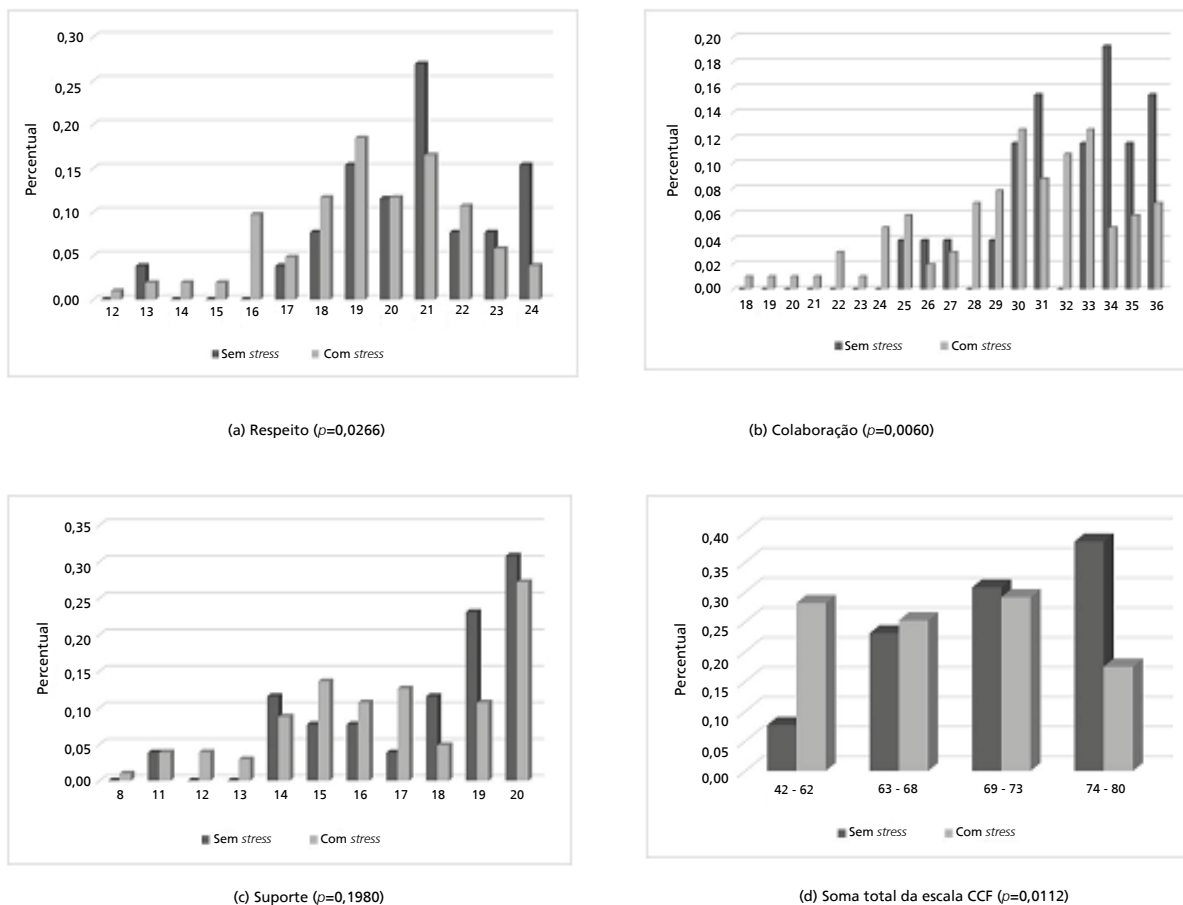 0,30
0,25
0,20
0,15
0,10
0,05
0,00
Percentual
12 13 14 15 16 17 18 19 20 21 22 23 24
Sem stress Com stress
(a) Respeito (p=0,0266)
0,20
0,18
0,16
0,14
0,12
0,10
0,08
0,06
0,04
0,02
0,00
Percentual
18 19 20 21 22 23 24 25 26 27 28 29 30 31 32 33 34 35 36
Sem stress Com stress
(b) Colaboração (p=0,0060)
0,35
0,30
0,25
0,20
0,15
0,10
0,05
0,00
Percentual
8 11 12 13 14 15 16 17 18 19 20
Sem stress Com stress
(c) Suporte (p=0,1980)
0,40
0,35
0,30
0,25
0,20
0,15
0,10
0,05
0,00
Percentual
42 - 62 63 - 68 69 - 73 74 - 80
Sem stress Com stress
(d) Soma total da escala CCF (p=0,0112)